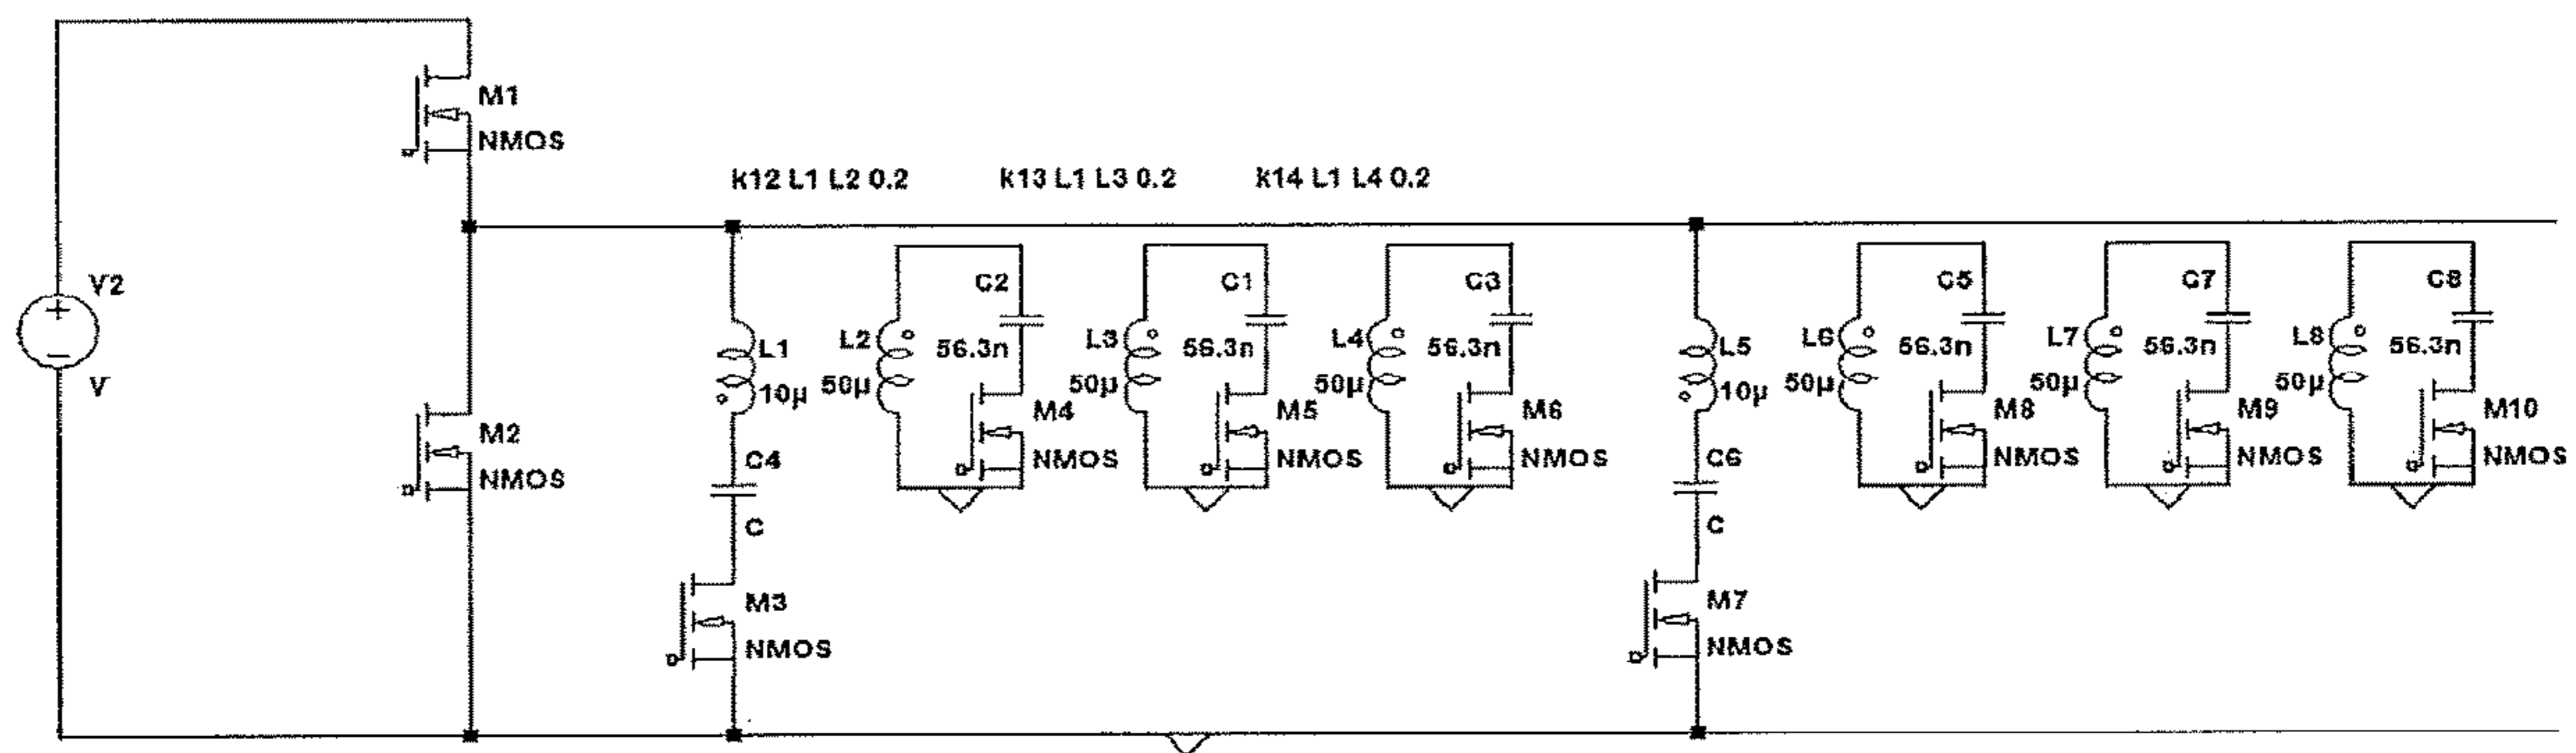 V2
V
M1
NMOS
M2
NMOS
k12 L1 L2 0.2
k13 L1 L3 0.2
k14 L1 L4 0.2
L1
10µ
C4
C
M3
NMOS
L2
50µ
C2
56.3n
M4
NMOS
L3
50µ
C1
56.3n
M5
NMOS
L4
50µ
C3
56.3n
M6
NMOS
L5
10µ
C6
C
M7
NMOS
L6
50µ
C5
56.3n
M8
NMOS
L7
50µ
C7
56.3n
M9
NMOS
L8
50µ
C8
56.3n
M10
NMOS